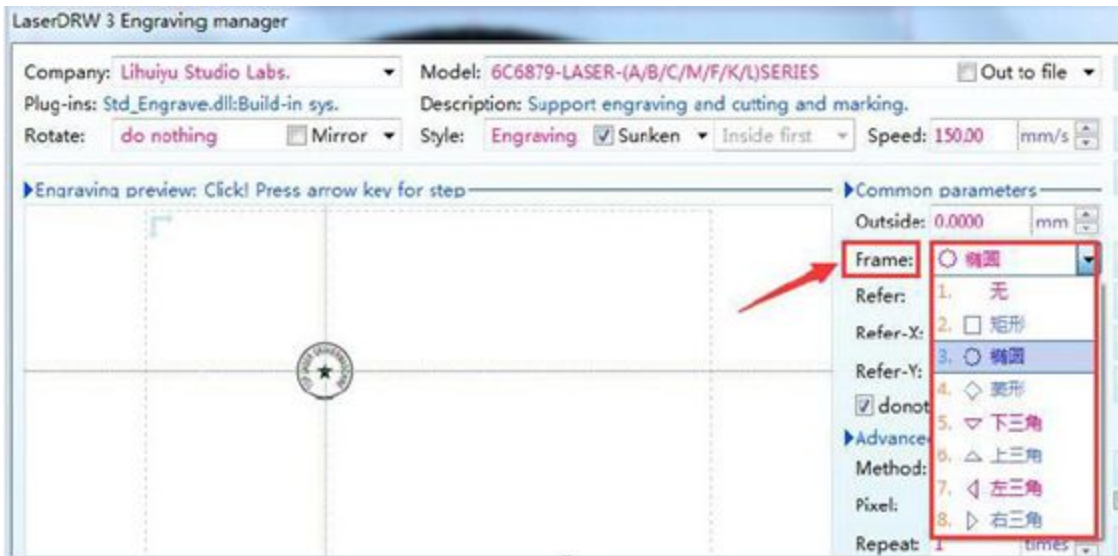 LaserDRW 3 Engraving manager
Company: Lihuiyu Studio Labs. Model: 6C6879-LASER-(A/B/C/M/F/K/L)SERIES Out to file
Plug-ins: Std_Engrave.dll:Build-in sys. Description: Support engraving and cutting and marking.
Rotate: do nothing Mirror Style: Engraving Sunken Inside first Speed: 150.00 mm/s
Engraving preview: Click! Press arrow key for step Common parameters
Outside: 0.0000 mm
Frame: 椭圆
Refer: 1. 无
Refer-X: 2. 矩形
3. 椭圆
Refer-Y: 4. 菱形
donot 5. 下三角
Advance 6. 上三角
Method: 7. 左三角
Pixel: 8. 右三角
Repeat: 1 times